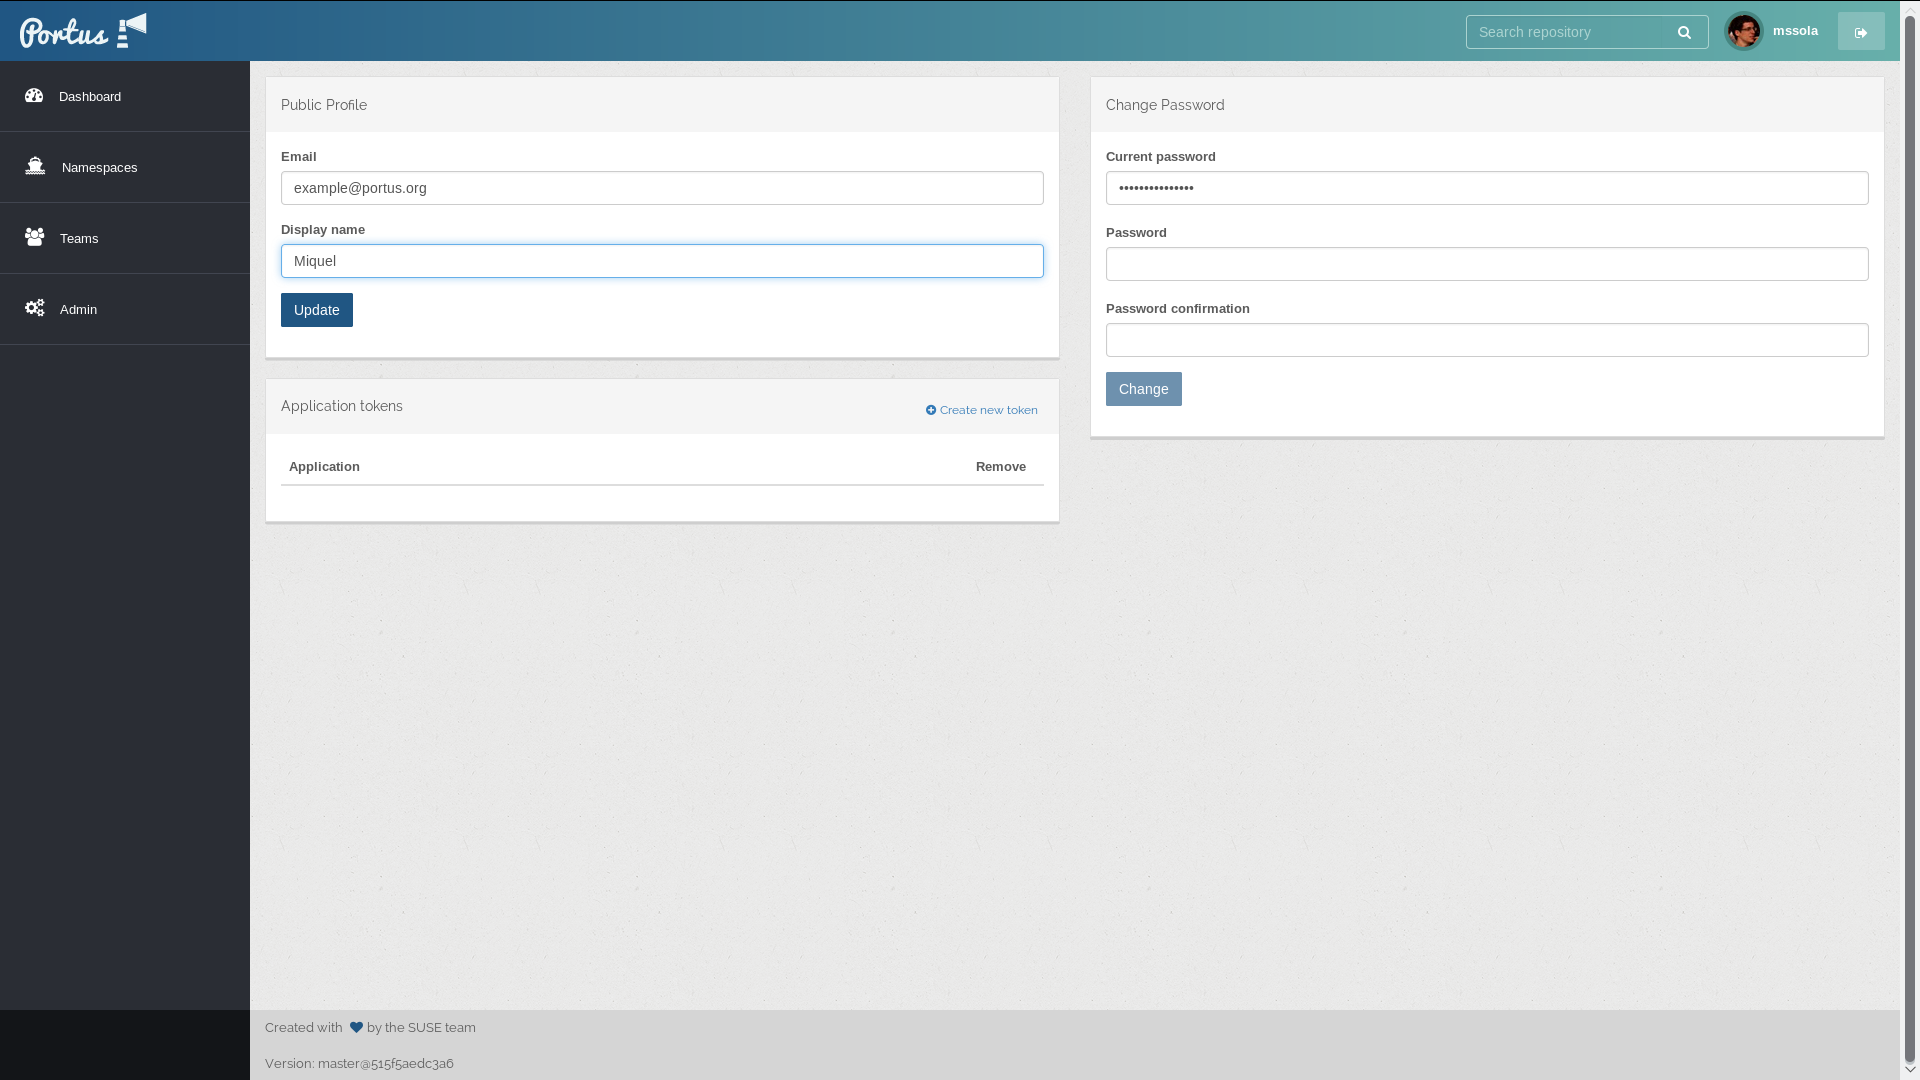 Portus
Search repository
mssola
Dashboard
Namespaces
Teams
Admin
Public Profile
Email
example@portus.org
Display name
Miquel
Update
Application tokens
Create new token
Application Remove
Change Password
Current password
•••••••••••••••
Password
Password confirmation
Change
Created with by the SUSE team
Version: master@515f5aedc3a6